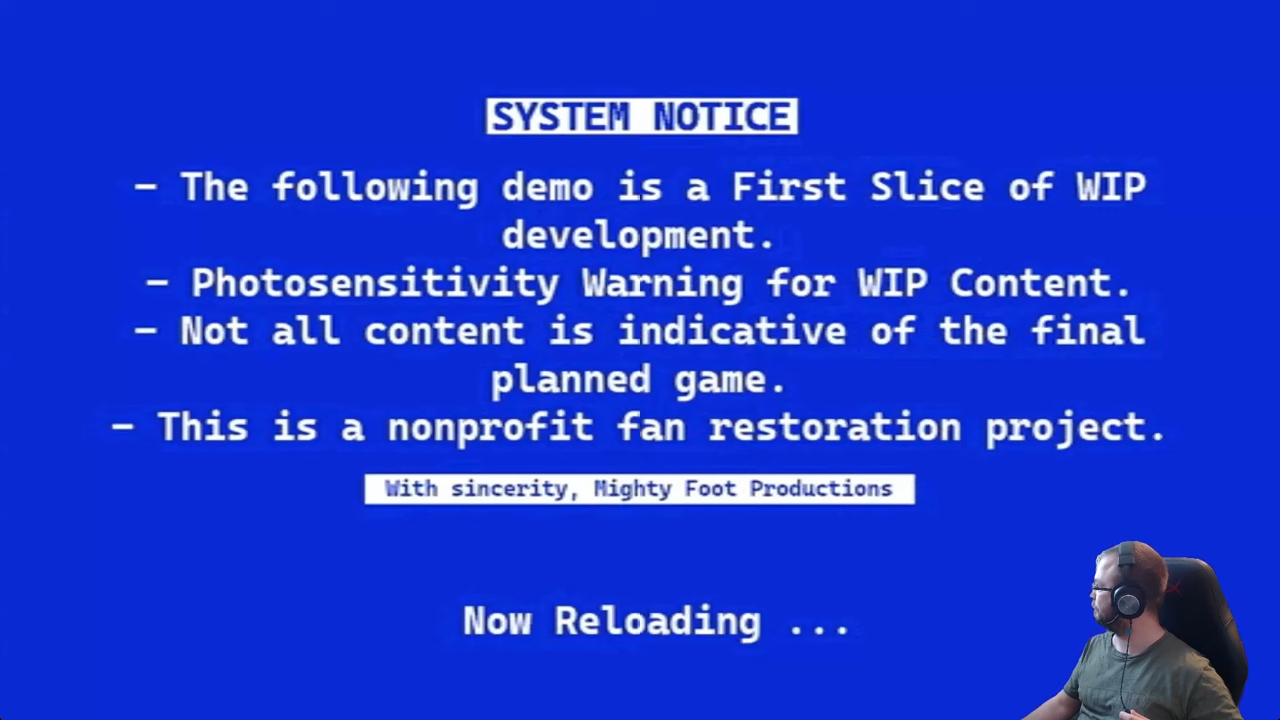 SYSTEM NOTICE
- The following demo is a First Slice of WIP
development.
- Photosensitivity Warning for WIP Content.
- Not all content is indicative of the final
planned game.
- This is a nonprofit fan restoration project.
With sincerity, Mighty Foot Productions
Now Reloading ...